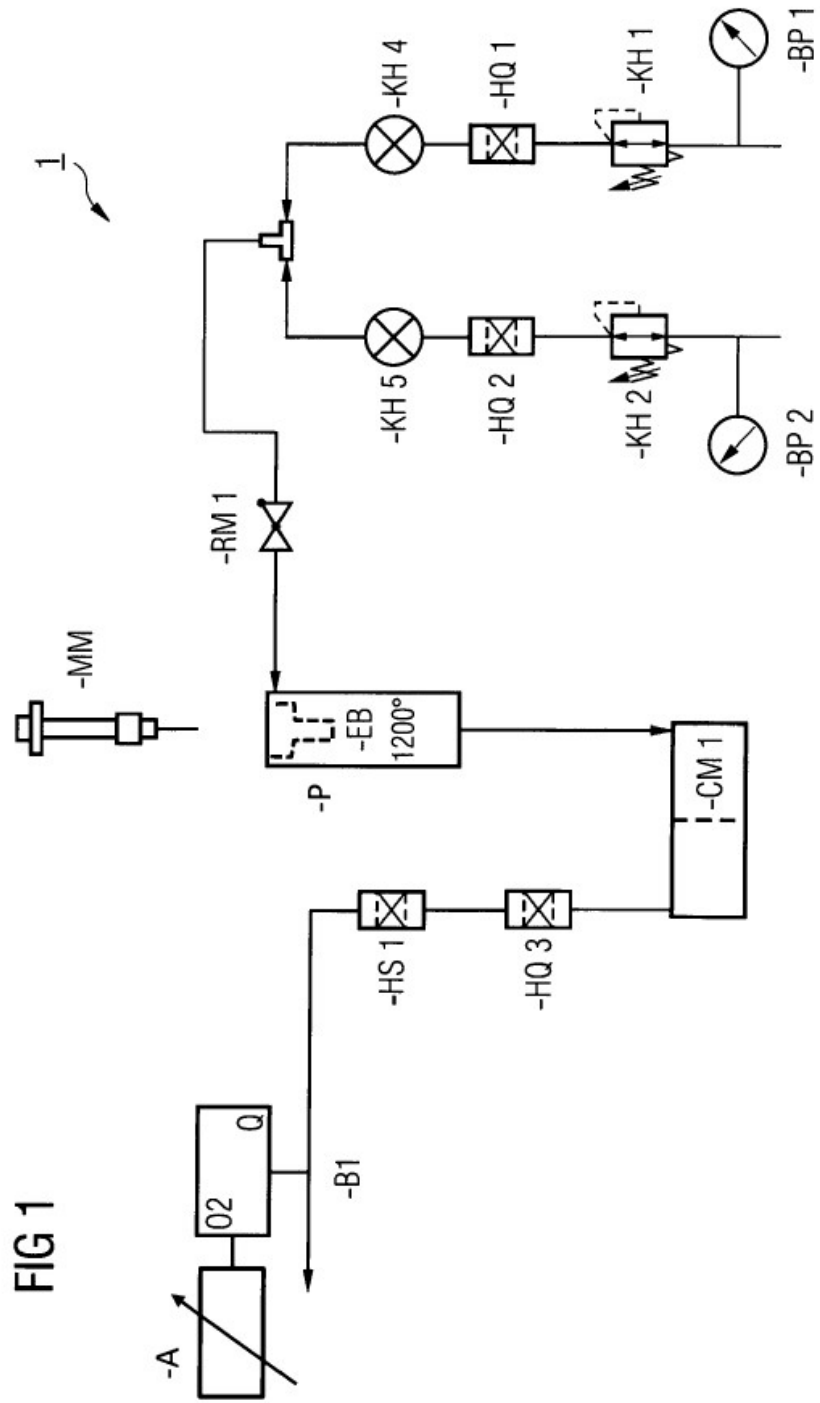 FIG 1
1
-A
O2
Q
-B1
-HS 1
-HQ 3
-CM 1
-P
-EB
1200°
-MM
-RM 1
-KH 5
-HQ 2
-KH 2
-BP 2
-KH 4
-HQ 1
-KH 1
-BP 1